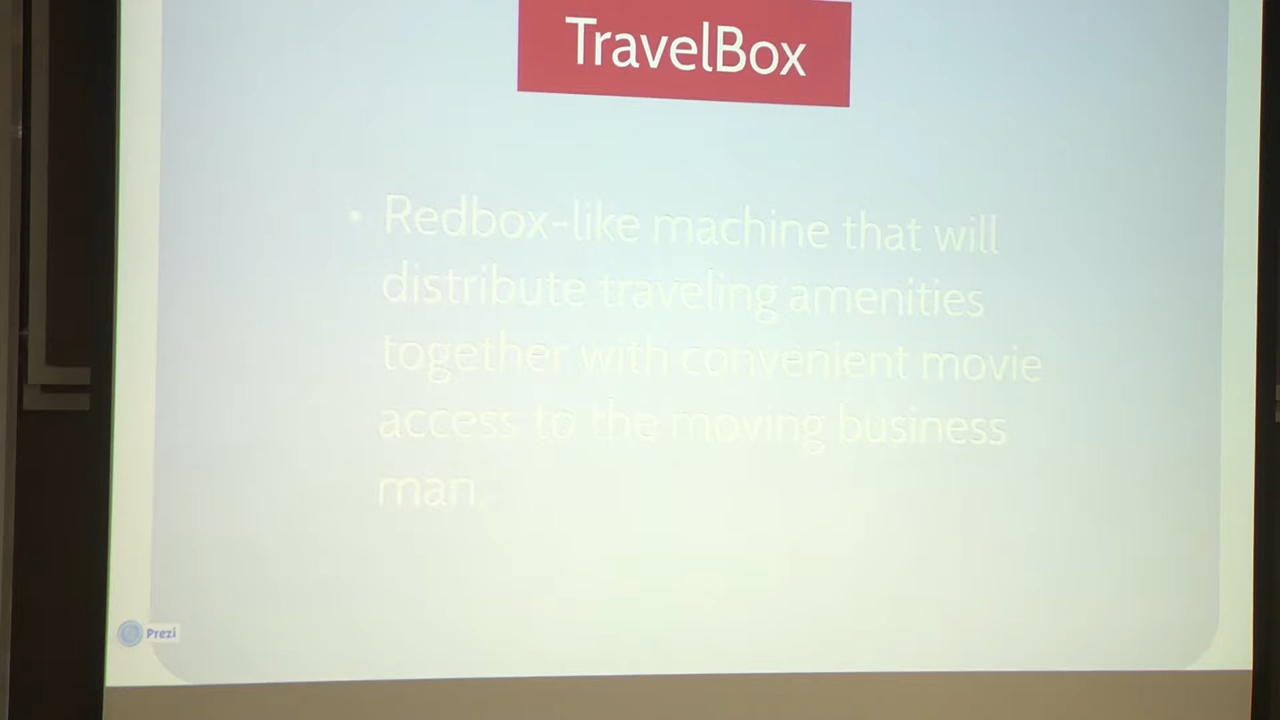 TravelBox
• Redbox-like machine that will
distribute traveling amenities
together with convenient movie
access to the moving business
man.
Prezi